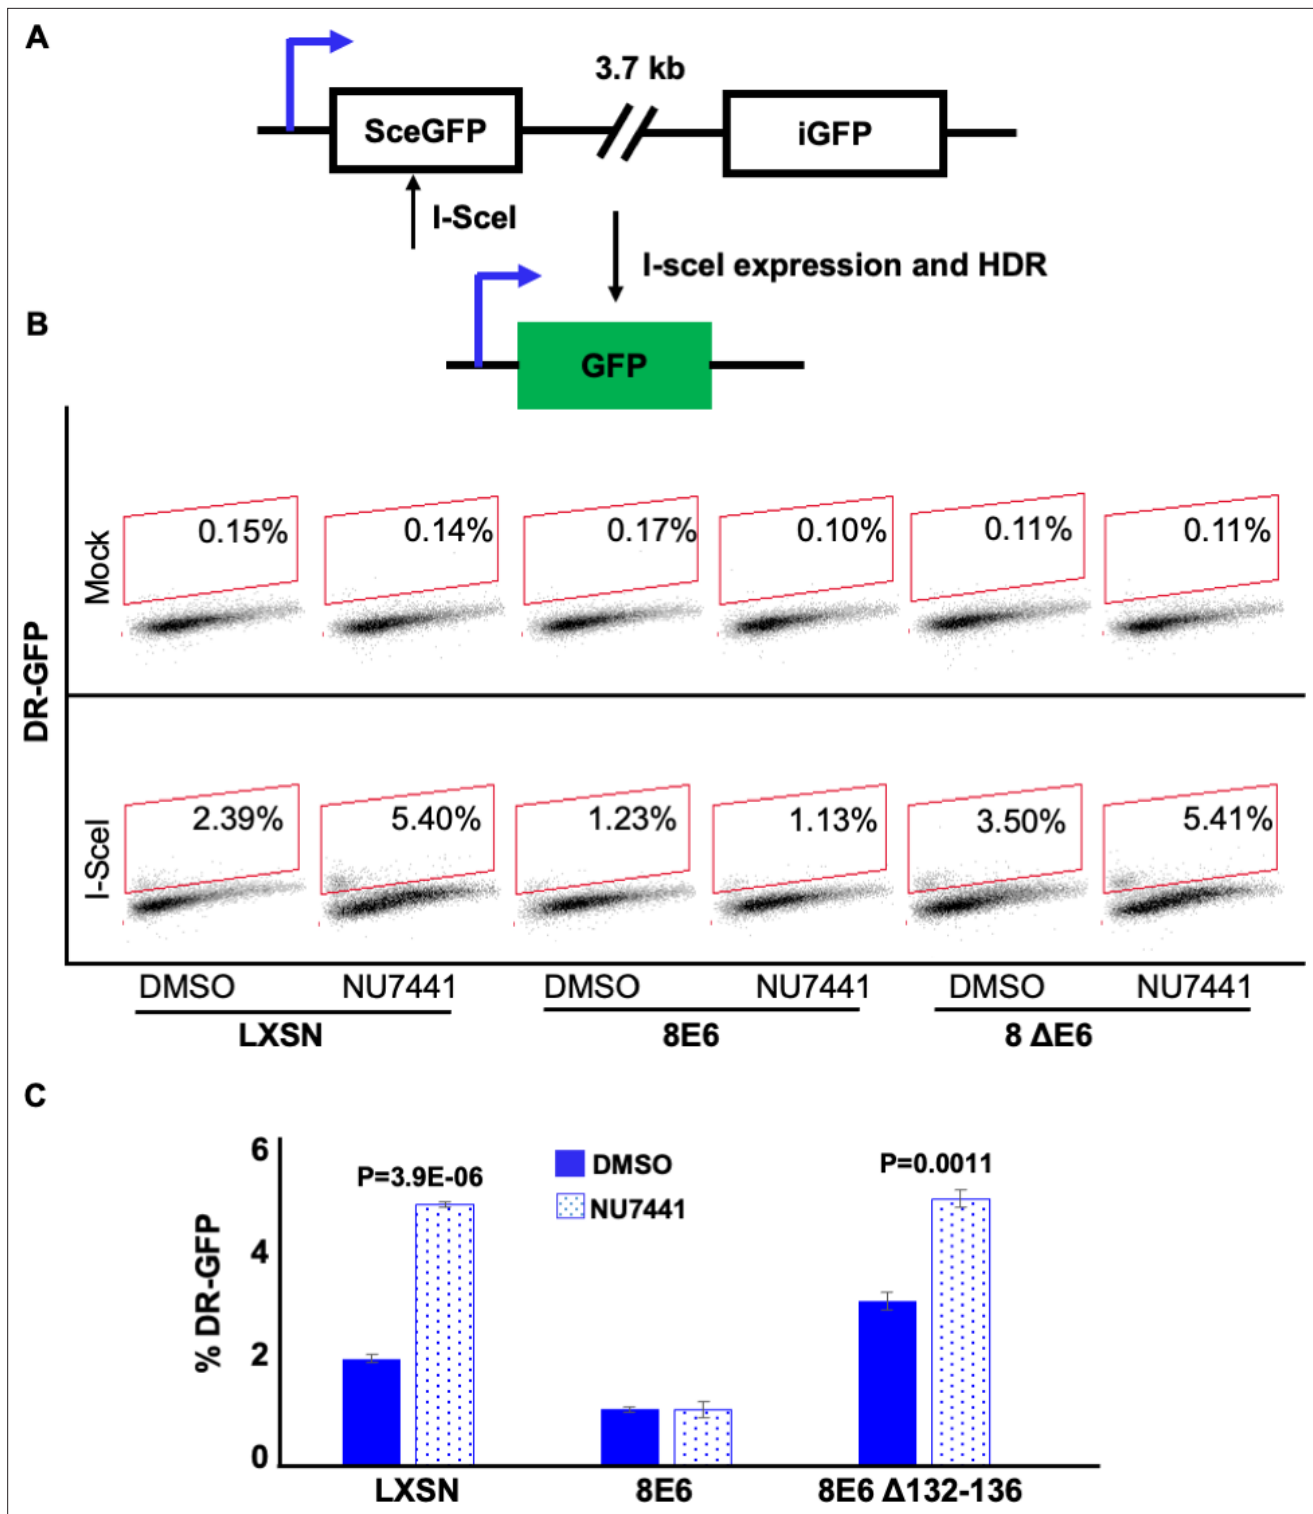 A
3.7 kb
SceGFP
iGFP
I-SceI
I-sceI expression and HDR
B
GFP
DR-GFP
Mock
0.15%
0.14%
0.17%
0.10%
0.11%
0.11%
I-SceI
2.39%
5.40%
1.23%
1.13%
3.50%
5.41%
DMSO
NU7441
DMSO
NU7441
DMSO
NU7441
LXSN
8E6
8 ΔE6
C
% DR-GFP
6
4
2
0
P=3.9E-06
DMSO
NU7441
P=0.0011
LXSN
8E6
8E6 Δ132-136